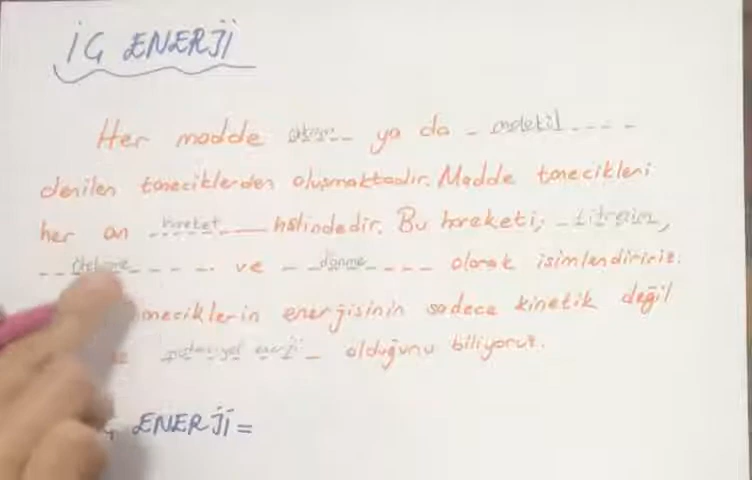 İÇ ENERJİ
Her madde atom ya da molekül
denilen taneciklerden oluşmaktadır. Madde tanecikleri
her an hareket halindedir. Bu hareketi; titreşim,
öteleme ve dönme olarak isimlendiririz.
neciklerin enerjisinin sadece kinetik değil
potansiyel enerji olduğunu biliyoruz.
Ç ENERJİ =